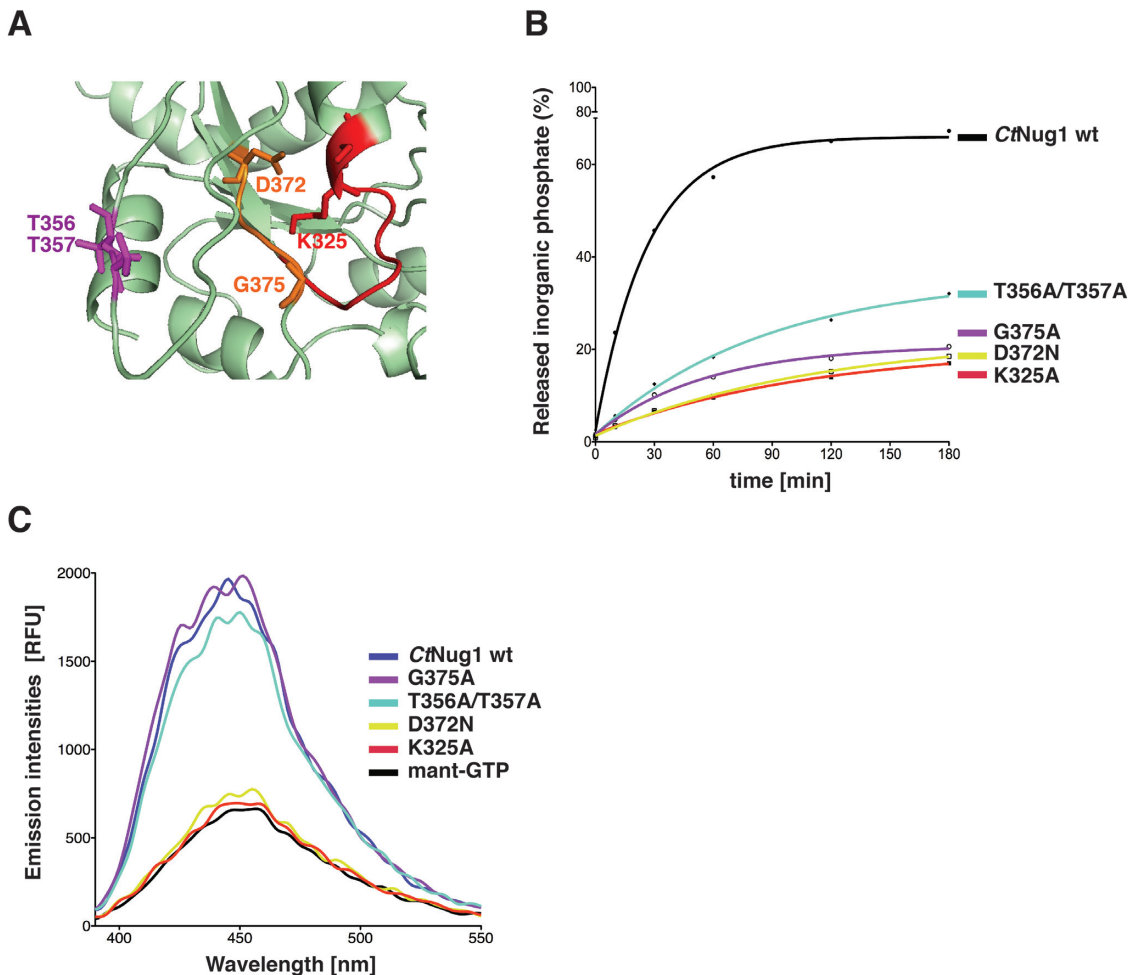 A
T356
T357
D372
K325
G375
B
Released inorganic phosphate (%)
100
80
60
40
20
0
0 30 60 90 120 150 180
time [min]
CtNug1 wt
T356A/T357A
G375A
D372N
K325A
C
Emission intensities [RFU]
2000
1500
1000
500
0
400 450 500 550
Wavelength [nm]
CtNug1 wt
G375A
T356A/T357A
D372N
K325A
mant-GTP